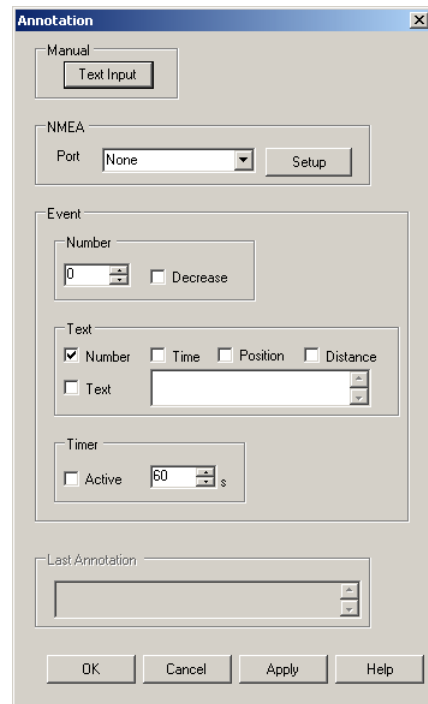 Annotation
Manual
Text Input
NMEA
Port None Setup
Event
Number
0 Decrease
Text
Number Time Position Distance
Text
Timer
Active 60 s
Last Annotation
OK Cancel Apply Help